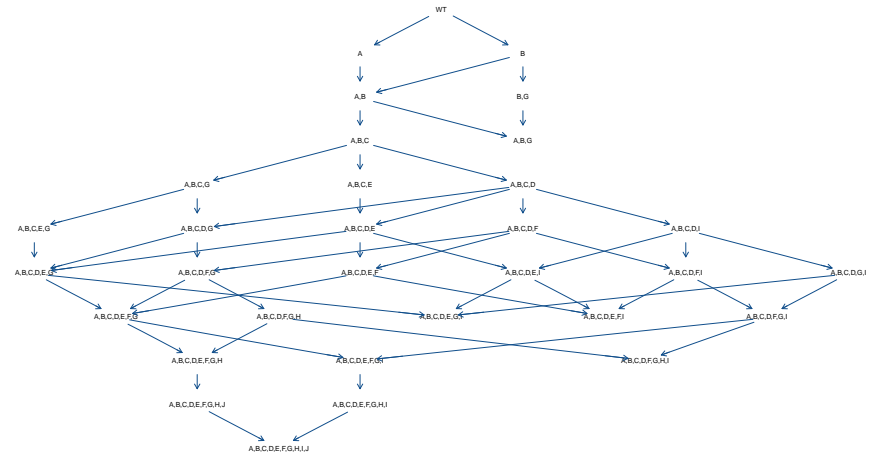 WT
A
B
A,B
B,G
A,B,C
A,B,G
A,B,C,G
A,B,C,E
A,B,C,D
A,B,C,E,G
A,B,C,D,G
A,B,C,D,E
A,B,C,D,F
A,B,C,D,I
A,B,C,D,E,G
A,B,C,D,F,G
A,B,C,D,E,F
A,B,C,D,E,I
A,B,C,D,F,I
A,B,C,D,G,I
A,B,C,D,E,F,G
A,B,C,D,F,G,H
A,B,C,D,E,G,I
A,B,C,D,E,F,I
A,B,C,D,F,G,I
A,B,C,D,E,F,G,H
A,B,C,D,E,F,G,I
A,B,C,D,F,G,H,I
A,B,C,D,E,F,G,H,J
A,B,C,D,E,F,G,H,I
A,B,C,D,E,F,G,H,I,J